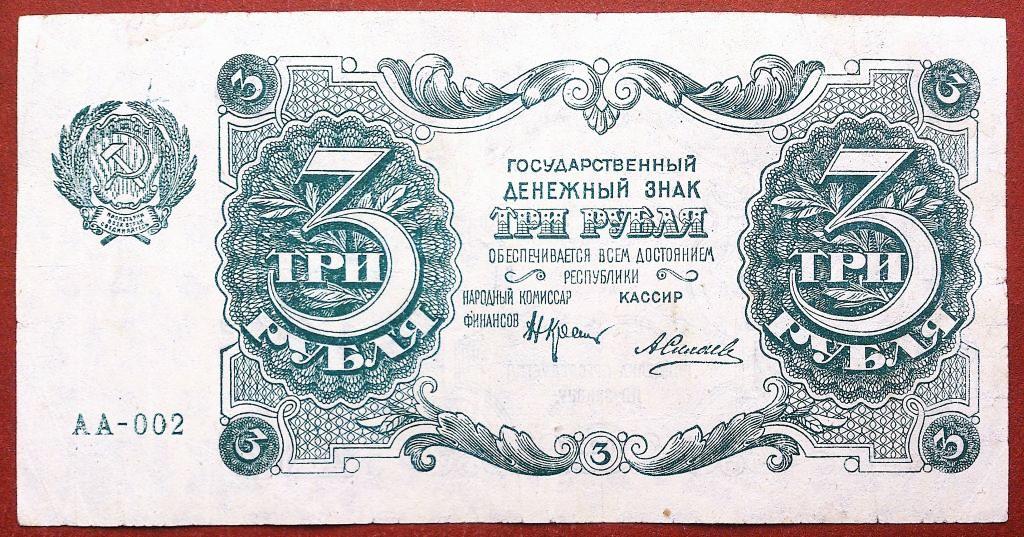 3 3
ГОСУДАРСТВЕННЫЙ
ДЕНЕЖНЫЙ ЗНАК
ТРИ РУБЛЯ
ОБЕСПЕЧИВАЕТСЯ ВСЕМ ДОСТОЯНИЕМ
РЕСПУБЛИКИ
НАРОДНЫЙ КОМИССАР
ФИНАНСОВ
КАССИР
А Силаев
3
ТРИ
РУБЛЯ
3
ТРИ
РУБЛЯ
АА-002
3 3 3